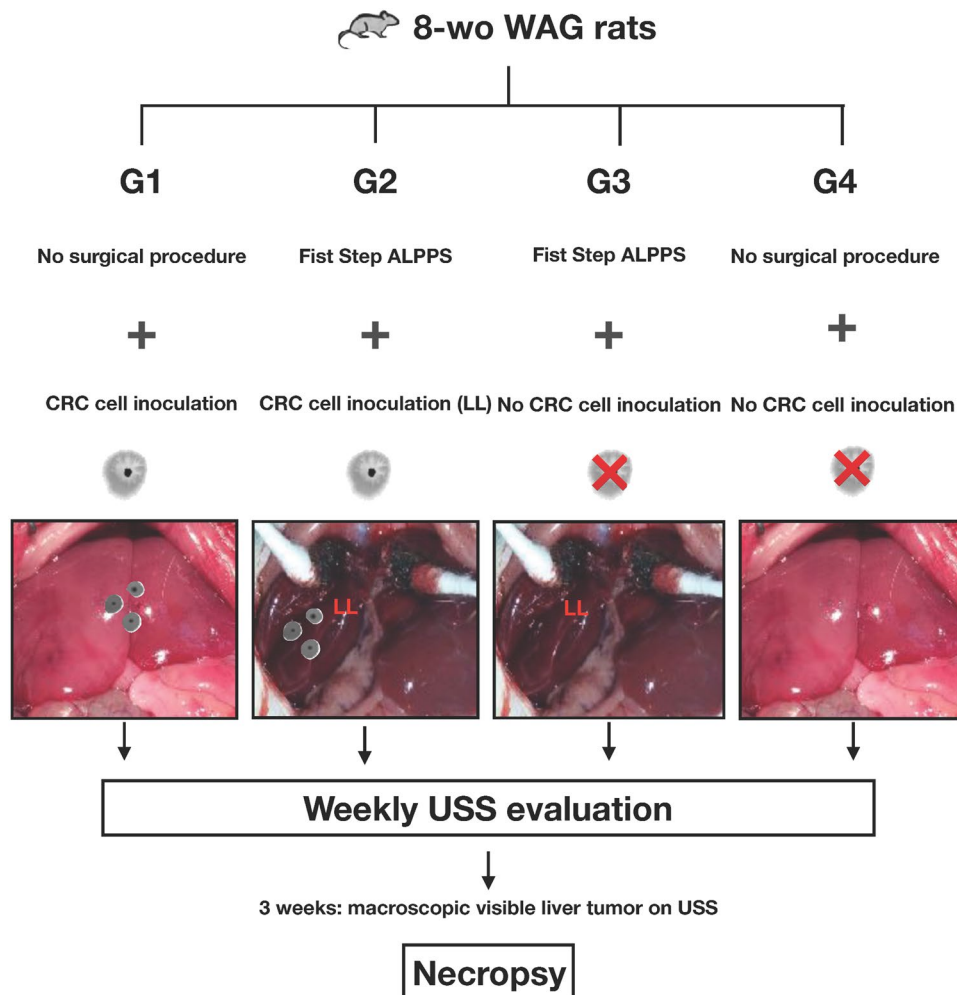 8-wo WAG rats
G1 G2 G3 G4
No surgical procedure Fist Step ALPPS Fist Step ALPPS No surgical procedure
+ + + +
CRC cell inoculation CRC cell inoculation (LL) No CRC cell inoculation No CRC cell inoculation
LL LL
Weekly USS evaluation
3 weeks: macroscopic visible liver tumor on USS
Necropsy